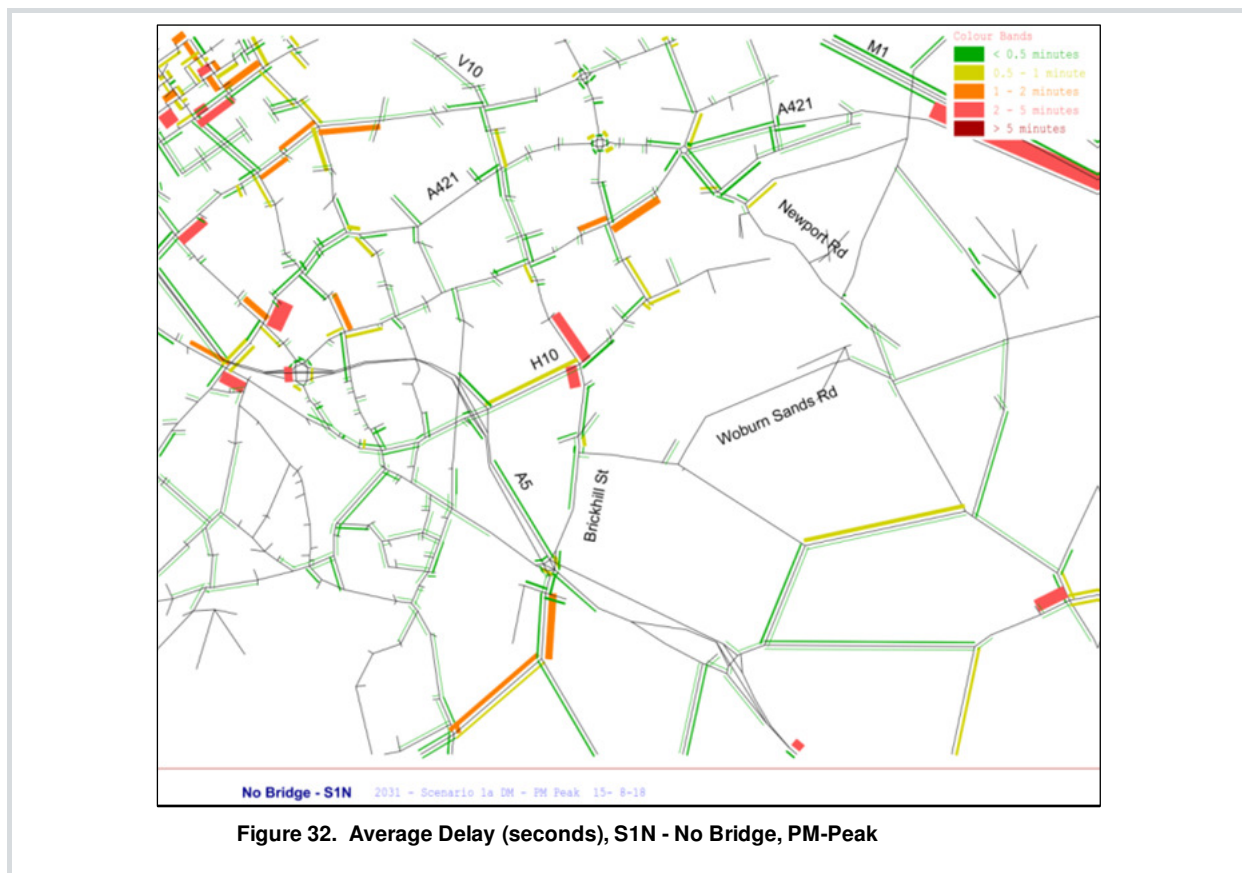 Colour Bands
< 0.5 minutes
0.5 - 1 minute
1 - 2 minutes
2 - 5 minutes
> 5 minutes
M1
V10
A421
A421
Newport Rd
H10
Woburn Sands Rd
A5
Brickhill St
No Bridge - S1N 2031 - Scenario 1a DM - PM Peak 15- 8-18
Figure 32. Average Delay (seconds), S1N - No Bridge, PM-Peak